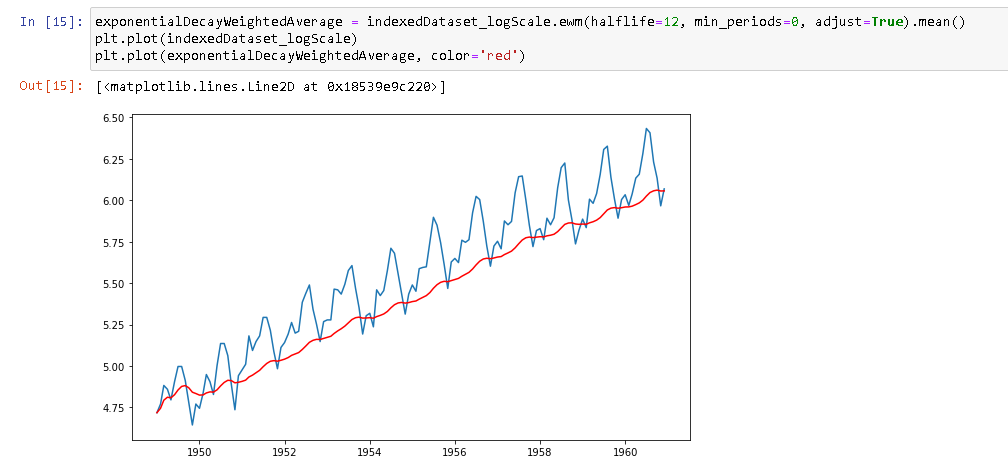 In [15]: exponentialDecayWeightedAverage = indexedDataset_logScale.ewm(halflife=12, min_periods=0, adjust=True).mean()
plt.plot(indexedDataset_logScale)
plt.plot(exponentialDecayWeightedAverage, color='red')
Out[15]: [<matplotlib.lines.Line2D at 0x18539e9c220>]
6.50
6.25
6.00
5.75
5.50
5.25
5.00
4.75
1950 1952 1954 1956 1958 1960